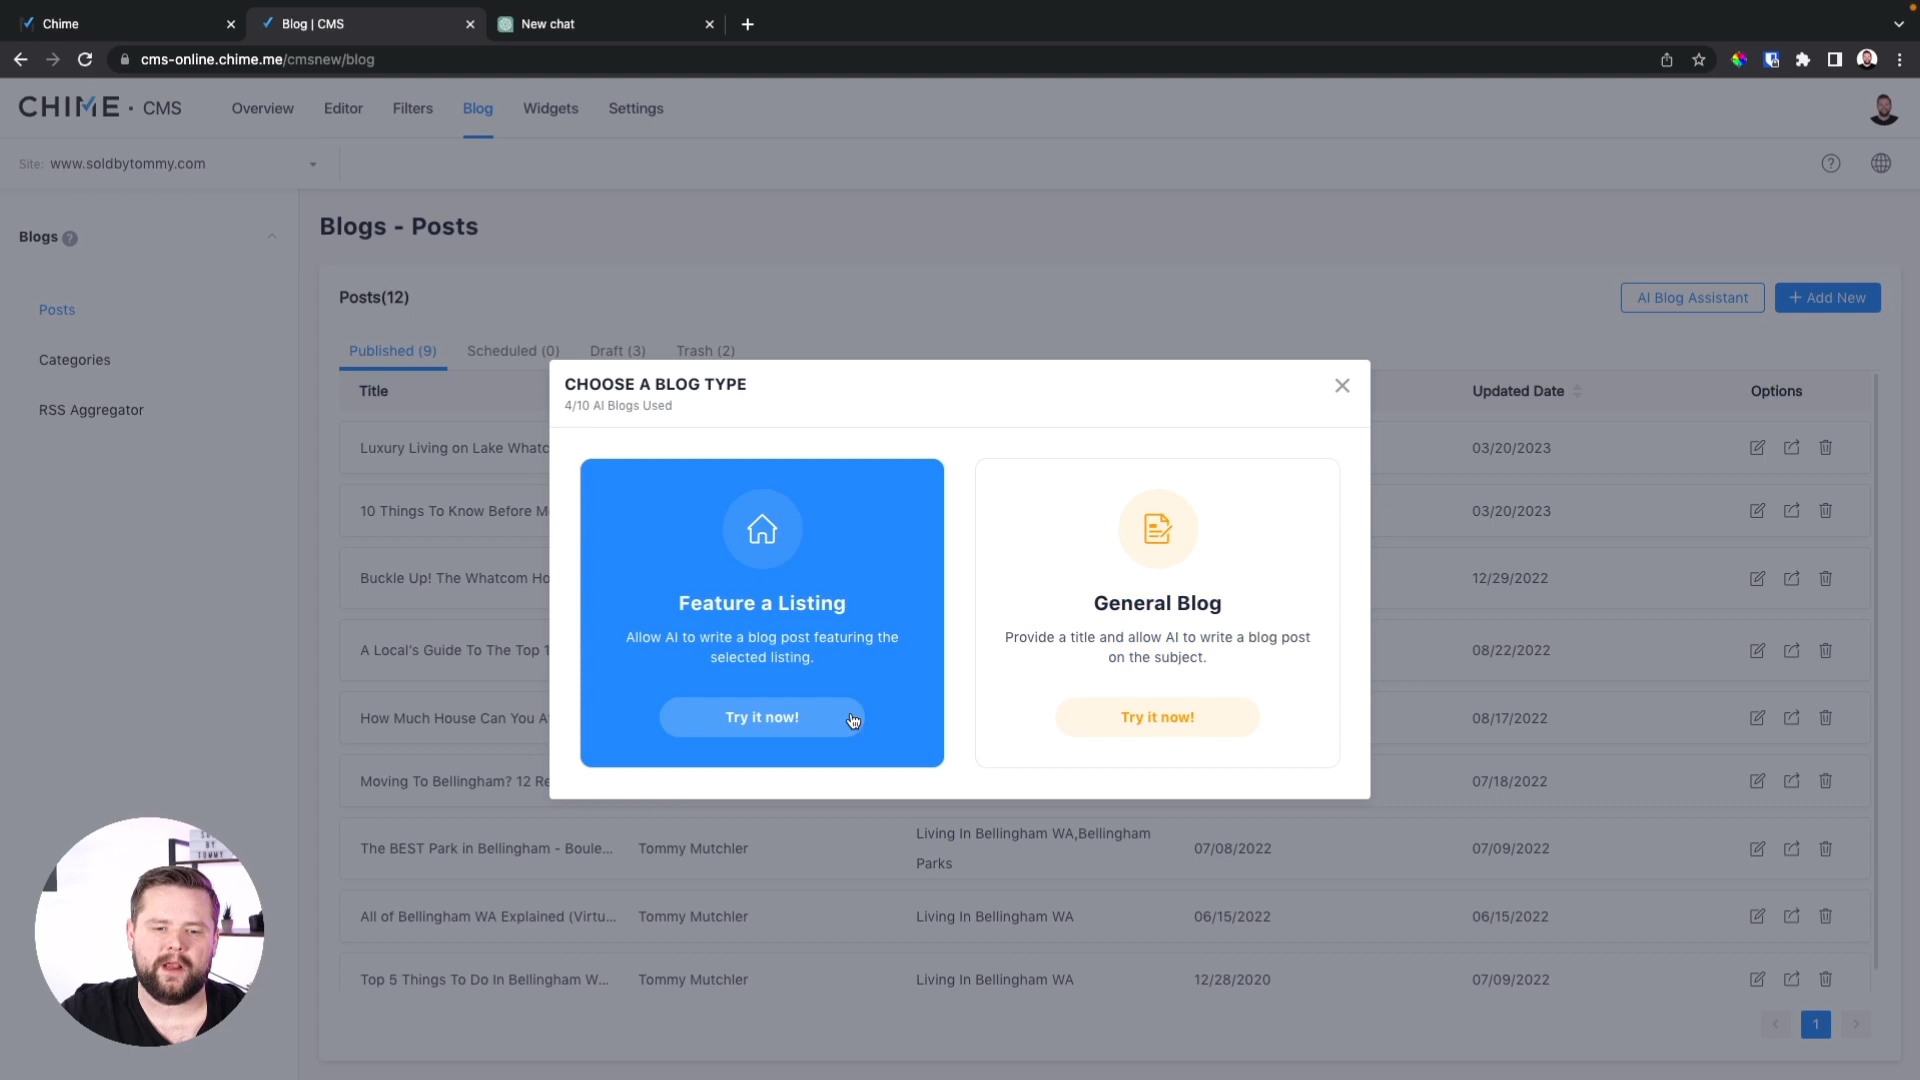 Chime
Blog | CMS
New chat
cms-online.chime.me/cmsnew/blog
CHIME · CMS
Overview
Editor
Filters
Blog
Widgets
Settings
Site: www.soldbytommy.com
Blogs
Posts
Categories
RSS Aggregator
Blogs - Posts
Posts(12)
AI Blog Assistant
+ Add New
Published (9)
Scheduled (0)
Draft (3)
Trash (2)
Title
Updated Date
Options
CHOOSE A BLOG TYPE
4/10 AI Blogs Used
Feature a Listing
Allow AI to write a blog post featuring the
selected listing.
Try it now!
General Blog
Provide a title and allow AI to write a blog post
on the subject.
Try it now!
Luxury Living on Lake Whatc
03/20/2023
10 Things To Know Before M
03/20/2023
Buckle Up! The Whatcom Ho
12/29/2022
A Local's Guide To The Top 1
08/22/2022
How Much House Can You A
08/17/2022
Moving To Bellingham? 12 Re
07/18/2022
The BEST Park in Bellingham - Boule...
Tommy Mutchler
Living In Bellingham WA,Bellingham
Parks
07/08/2022
07/09/2022
All of Bellingham WA Explained (Virtu...
Tommy Mutchler
Living In Bellingham WA
06/15/2022
06/15/2022
Top 5 Things To Do In Bellingham W...
Tommy Mutchler
Living In Bellingham WA
12/28/2020
07/09/2022
1
BY
TOMMY